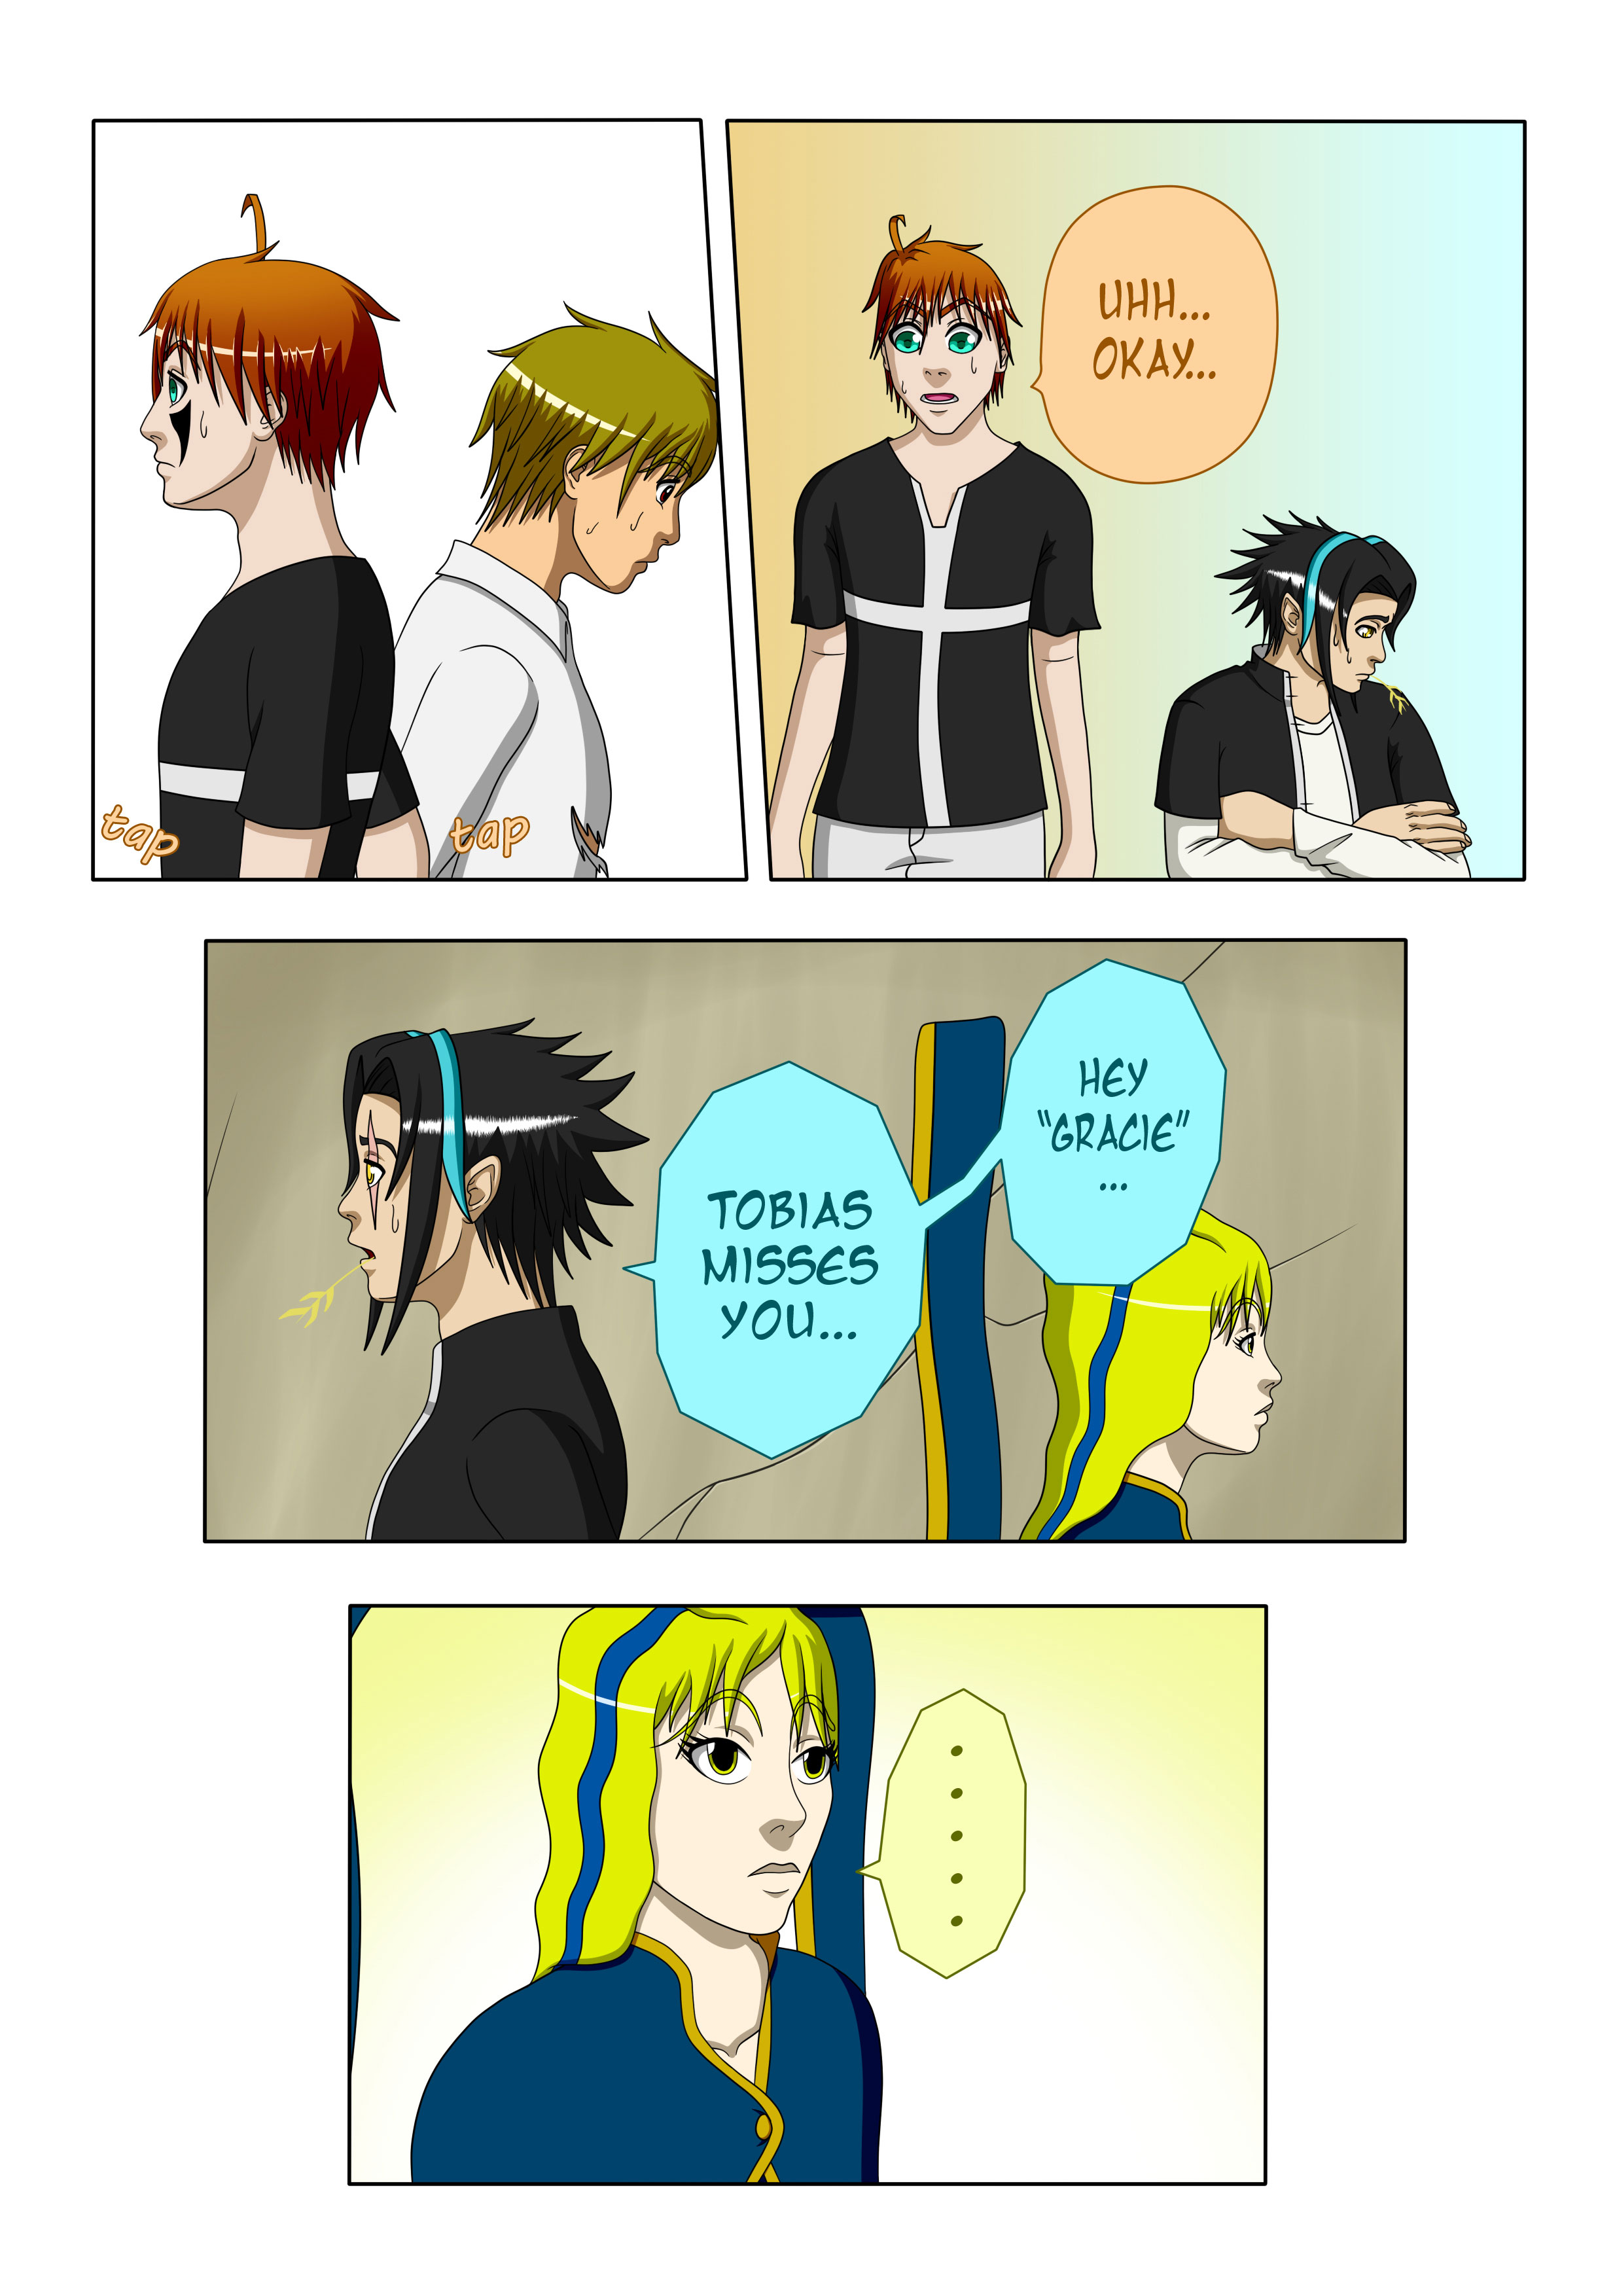 tap
tap
UHH...
OKAY...
HEY
"GRACIE"
...
TOBIAS
MISSES
YOU...
.....